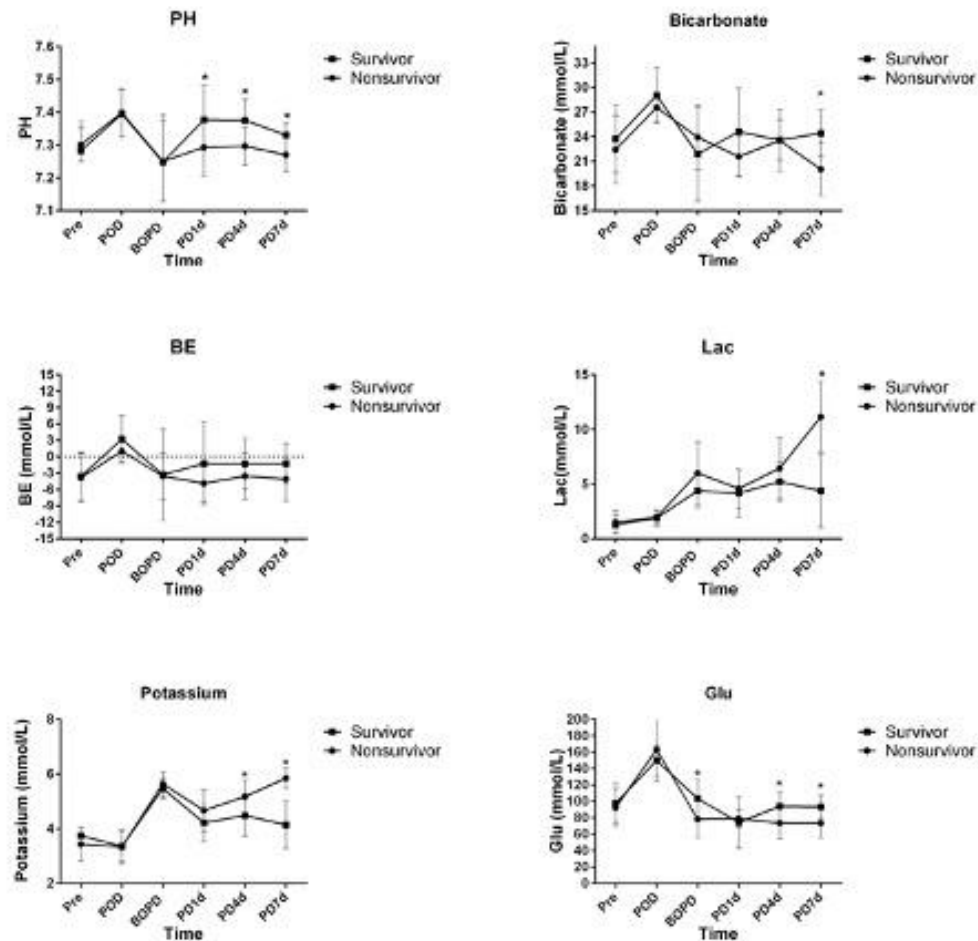 PH
7.6
7.5
7.4
7.3
7.2
7.1
PH
Survivor
Nonsurvivor
* * *
Pre POD BOPD PD1d PD4d PD7d
Time
Bicarbonate
33
30
27
24
21
18
15
Bicarbonate (mmol/L)
Survivor
Nonsurvivor
*
Pre POD BOPD PD1d PD4d PD7d
Time
BE
15
12
9
6
3
0
-3
-6
-9
-12
-15
BE (mmol/L)
Survivor
Nonsurvivor
Pre POD BOPD PD1d PD4d PD7d
Time
Lac
15
10
5
0
Lac(mmol/L)
Survivor
Nonsurvivor
*
Pre POD BOPD PD1d PD4d PD7d
Time
Potassium
8
6
4
2
Potassium (mmol/L)
Survivor
Nonsurvivor
* *
Pre POD BOPD PD1d PD4d PD7d
Time
Glu
200
180
160
140
120
100
80
60
40
20
0
Glu (mmol/L)
Survivor
Nonsurvivor
* * *
Pre POD BOPD PD1d PD4d PD7d
Time